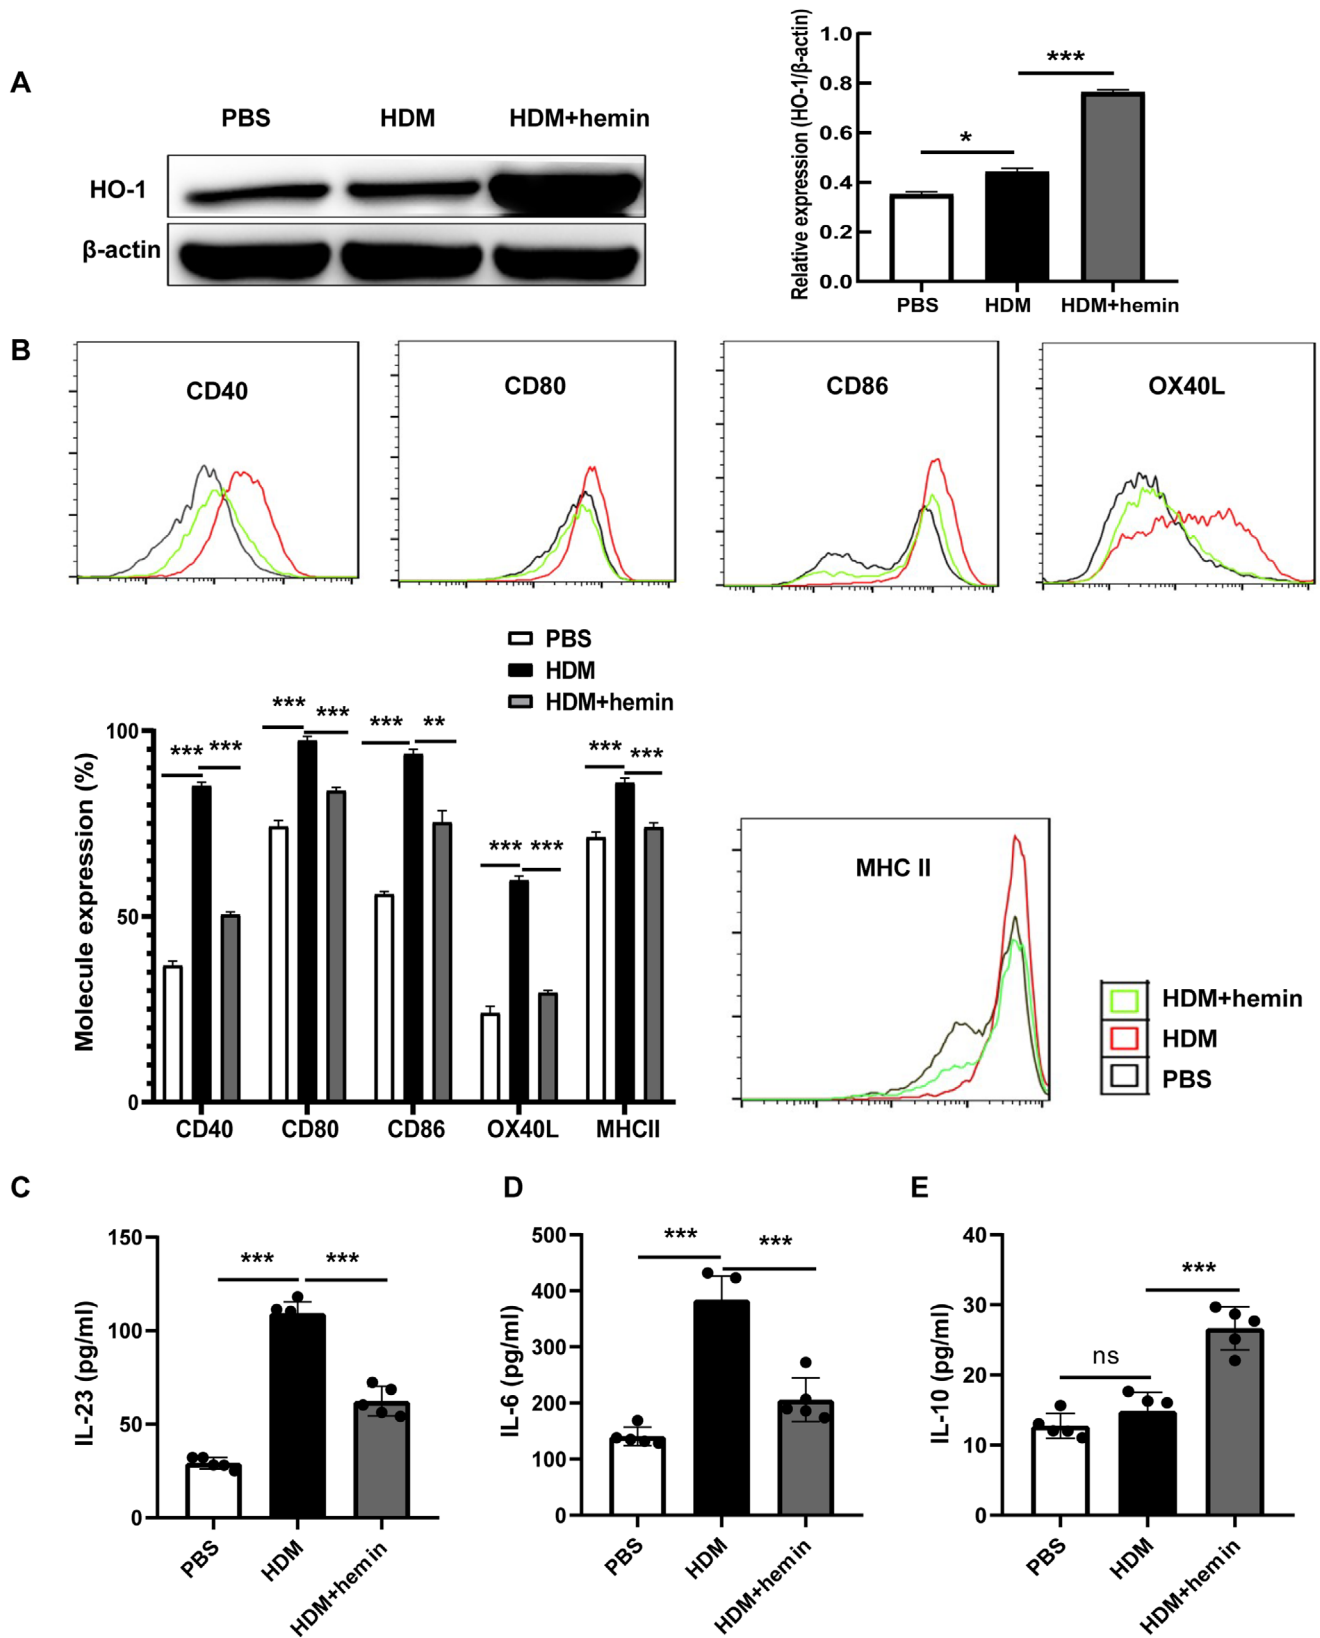 A
PBS HDM HDM+hemin
HO-1
β-actin
Relative expression (HO-1/β-actin)
1.0
0.8
0.6
0.4
0.2
0.0
* ***
PBS HDM HDM+hemin
B
CD40 CD80 CD86 OX40L
PBS
HDM
HDM+hemin
Molecule expression (%)
100
50
0
*** *** *** *** *** ** *** *** *** ***
CD40 CD80 CD86 OX40L MHCII
MHC II
HDM+hemin
HDM
PBS
C
IL-23 (pg/ml)
150
100
50
0
*** ***
PBS HDM HDM+hemin
D
IL-6 (pg/ml)
500
400
300
200
100
0
*** ***
PBS HDM HDM+hemin
E
IL-10 (pg/ml)
40
30
20
10
0
ns ***
PBS HDM HDM+hemin